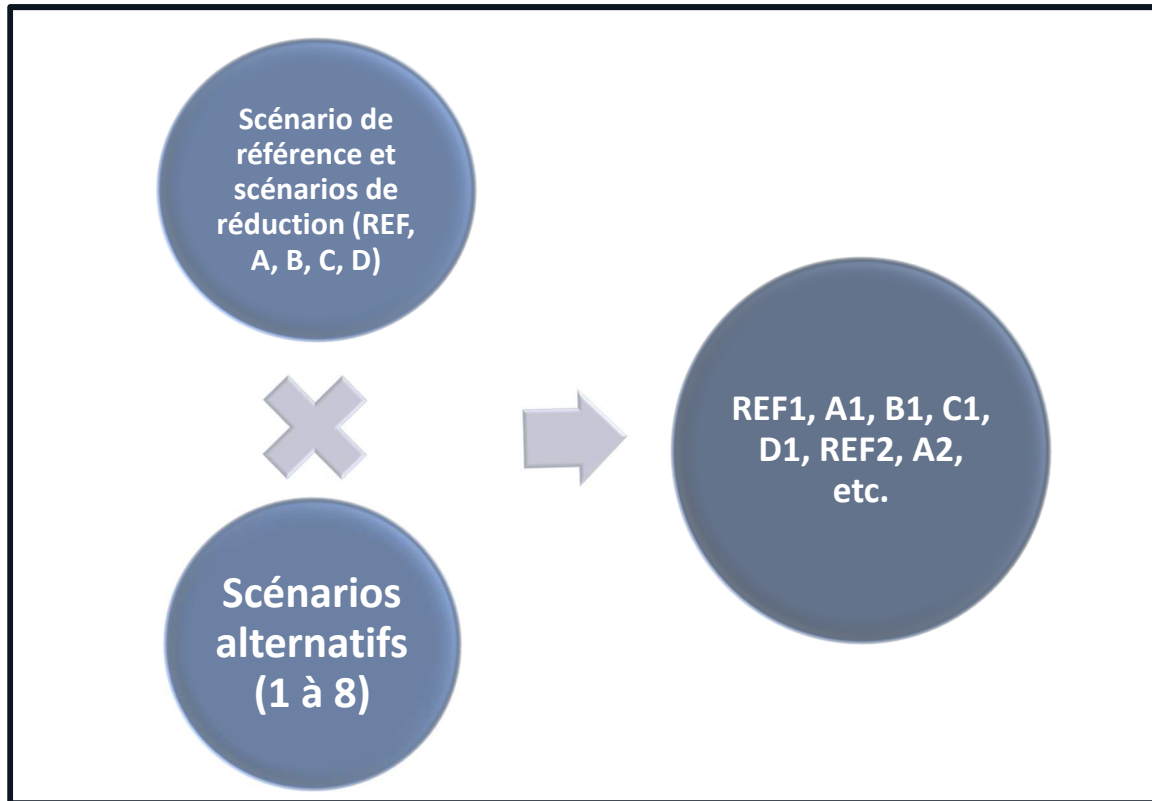 Scénario de
référence et
scénarios de
réduction (REF,
A, B, C, D)
Scénarios
alternatifs
(1 à 8)
REF1, A1, B1, C1,
D1, REF2, A2,
etc.